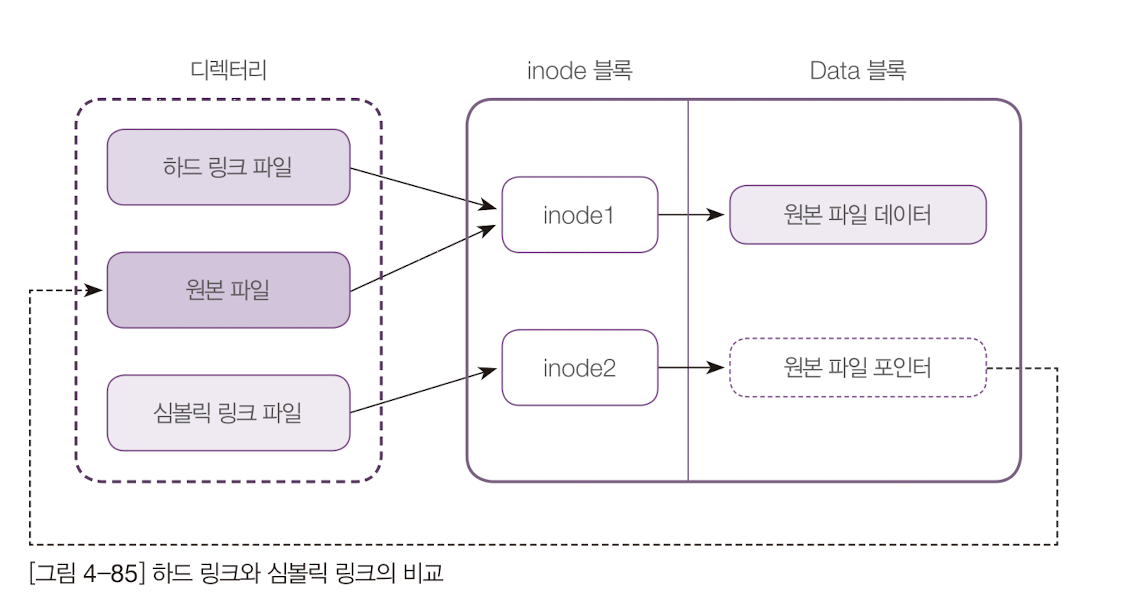 디렉터리
inode 블록
Data 블록
하드 링크 파일
inode1
원본 파일 데이터
원본 파일
심볼릭 링크 파일
inode2
원본 파일 포인터
[그림 4-85] 하드 링크와 심볼릭 링크의 비교